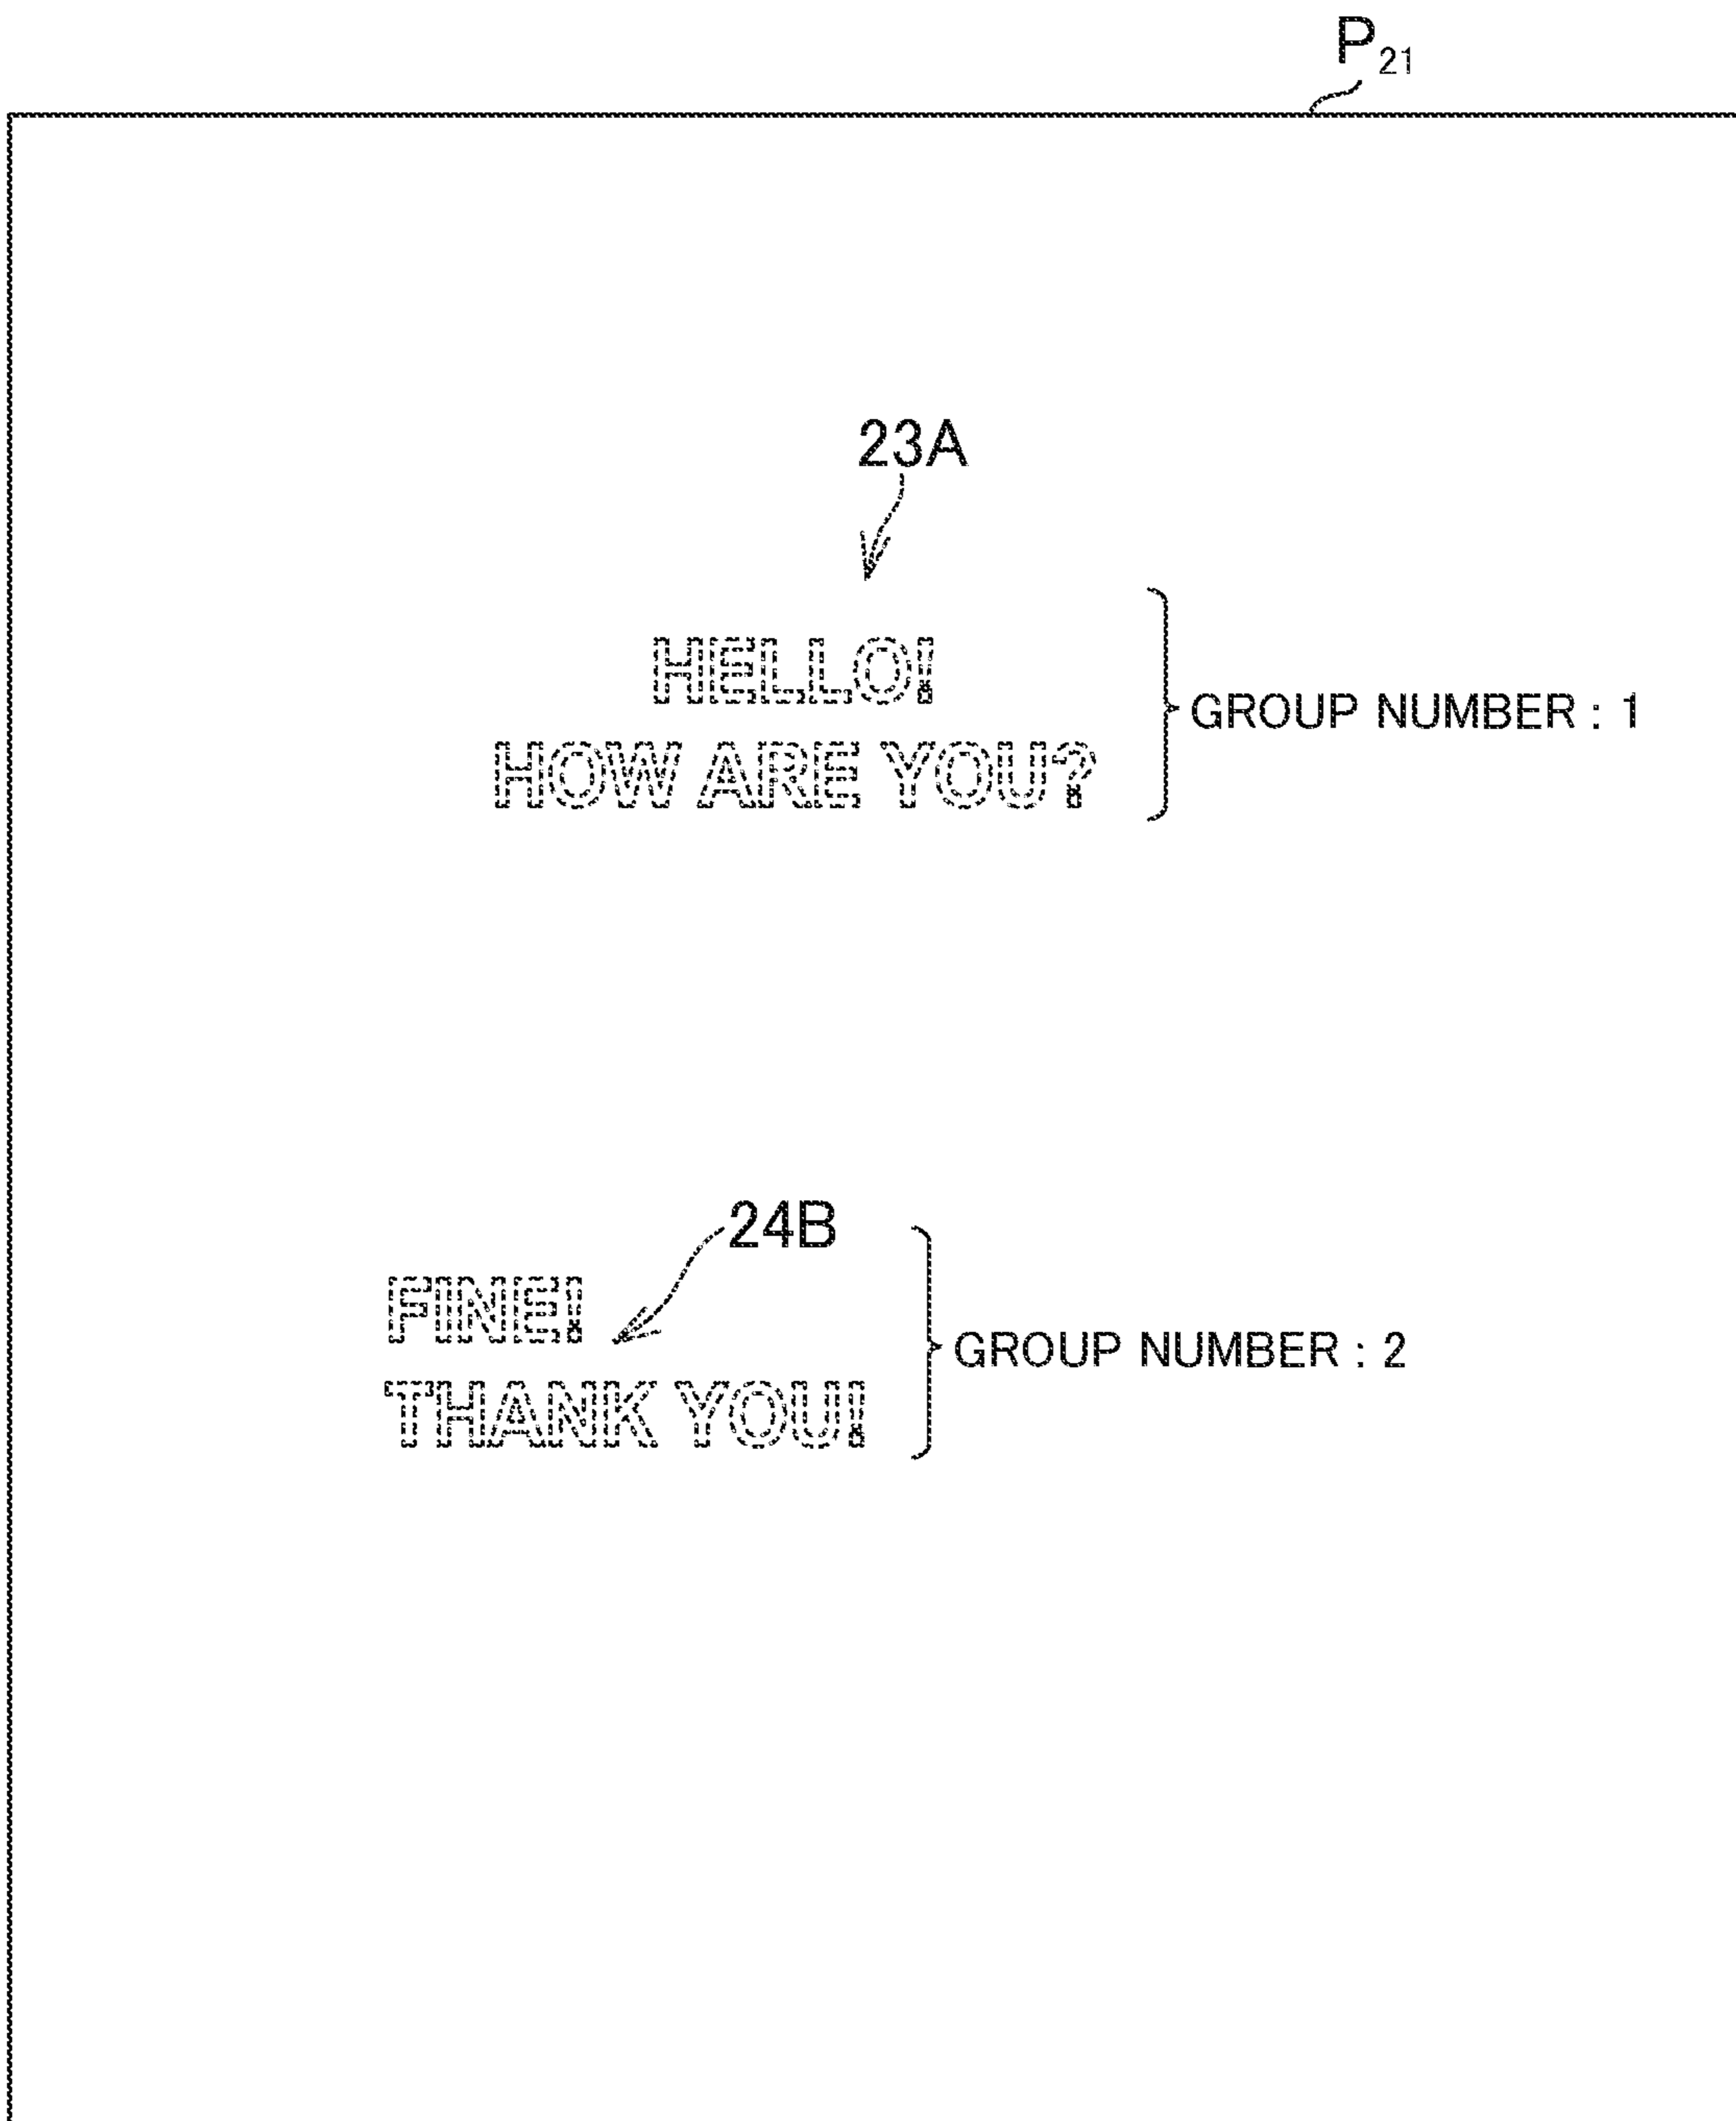 P21
23A
HELLO!
HOW ARE YOU?
GROUP NUMBER : 1
24B
FINE!
THANK YOU!
GROUP NUMBER : 2